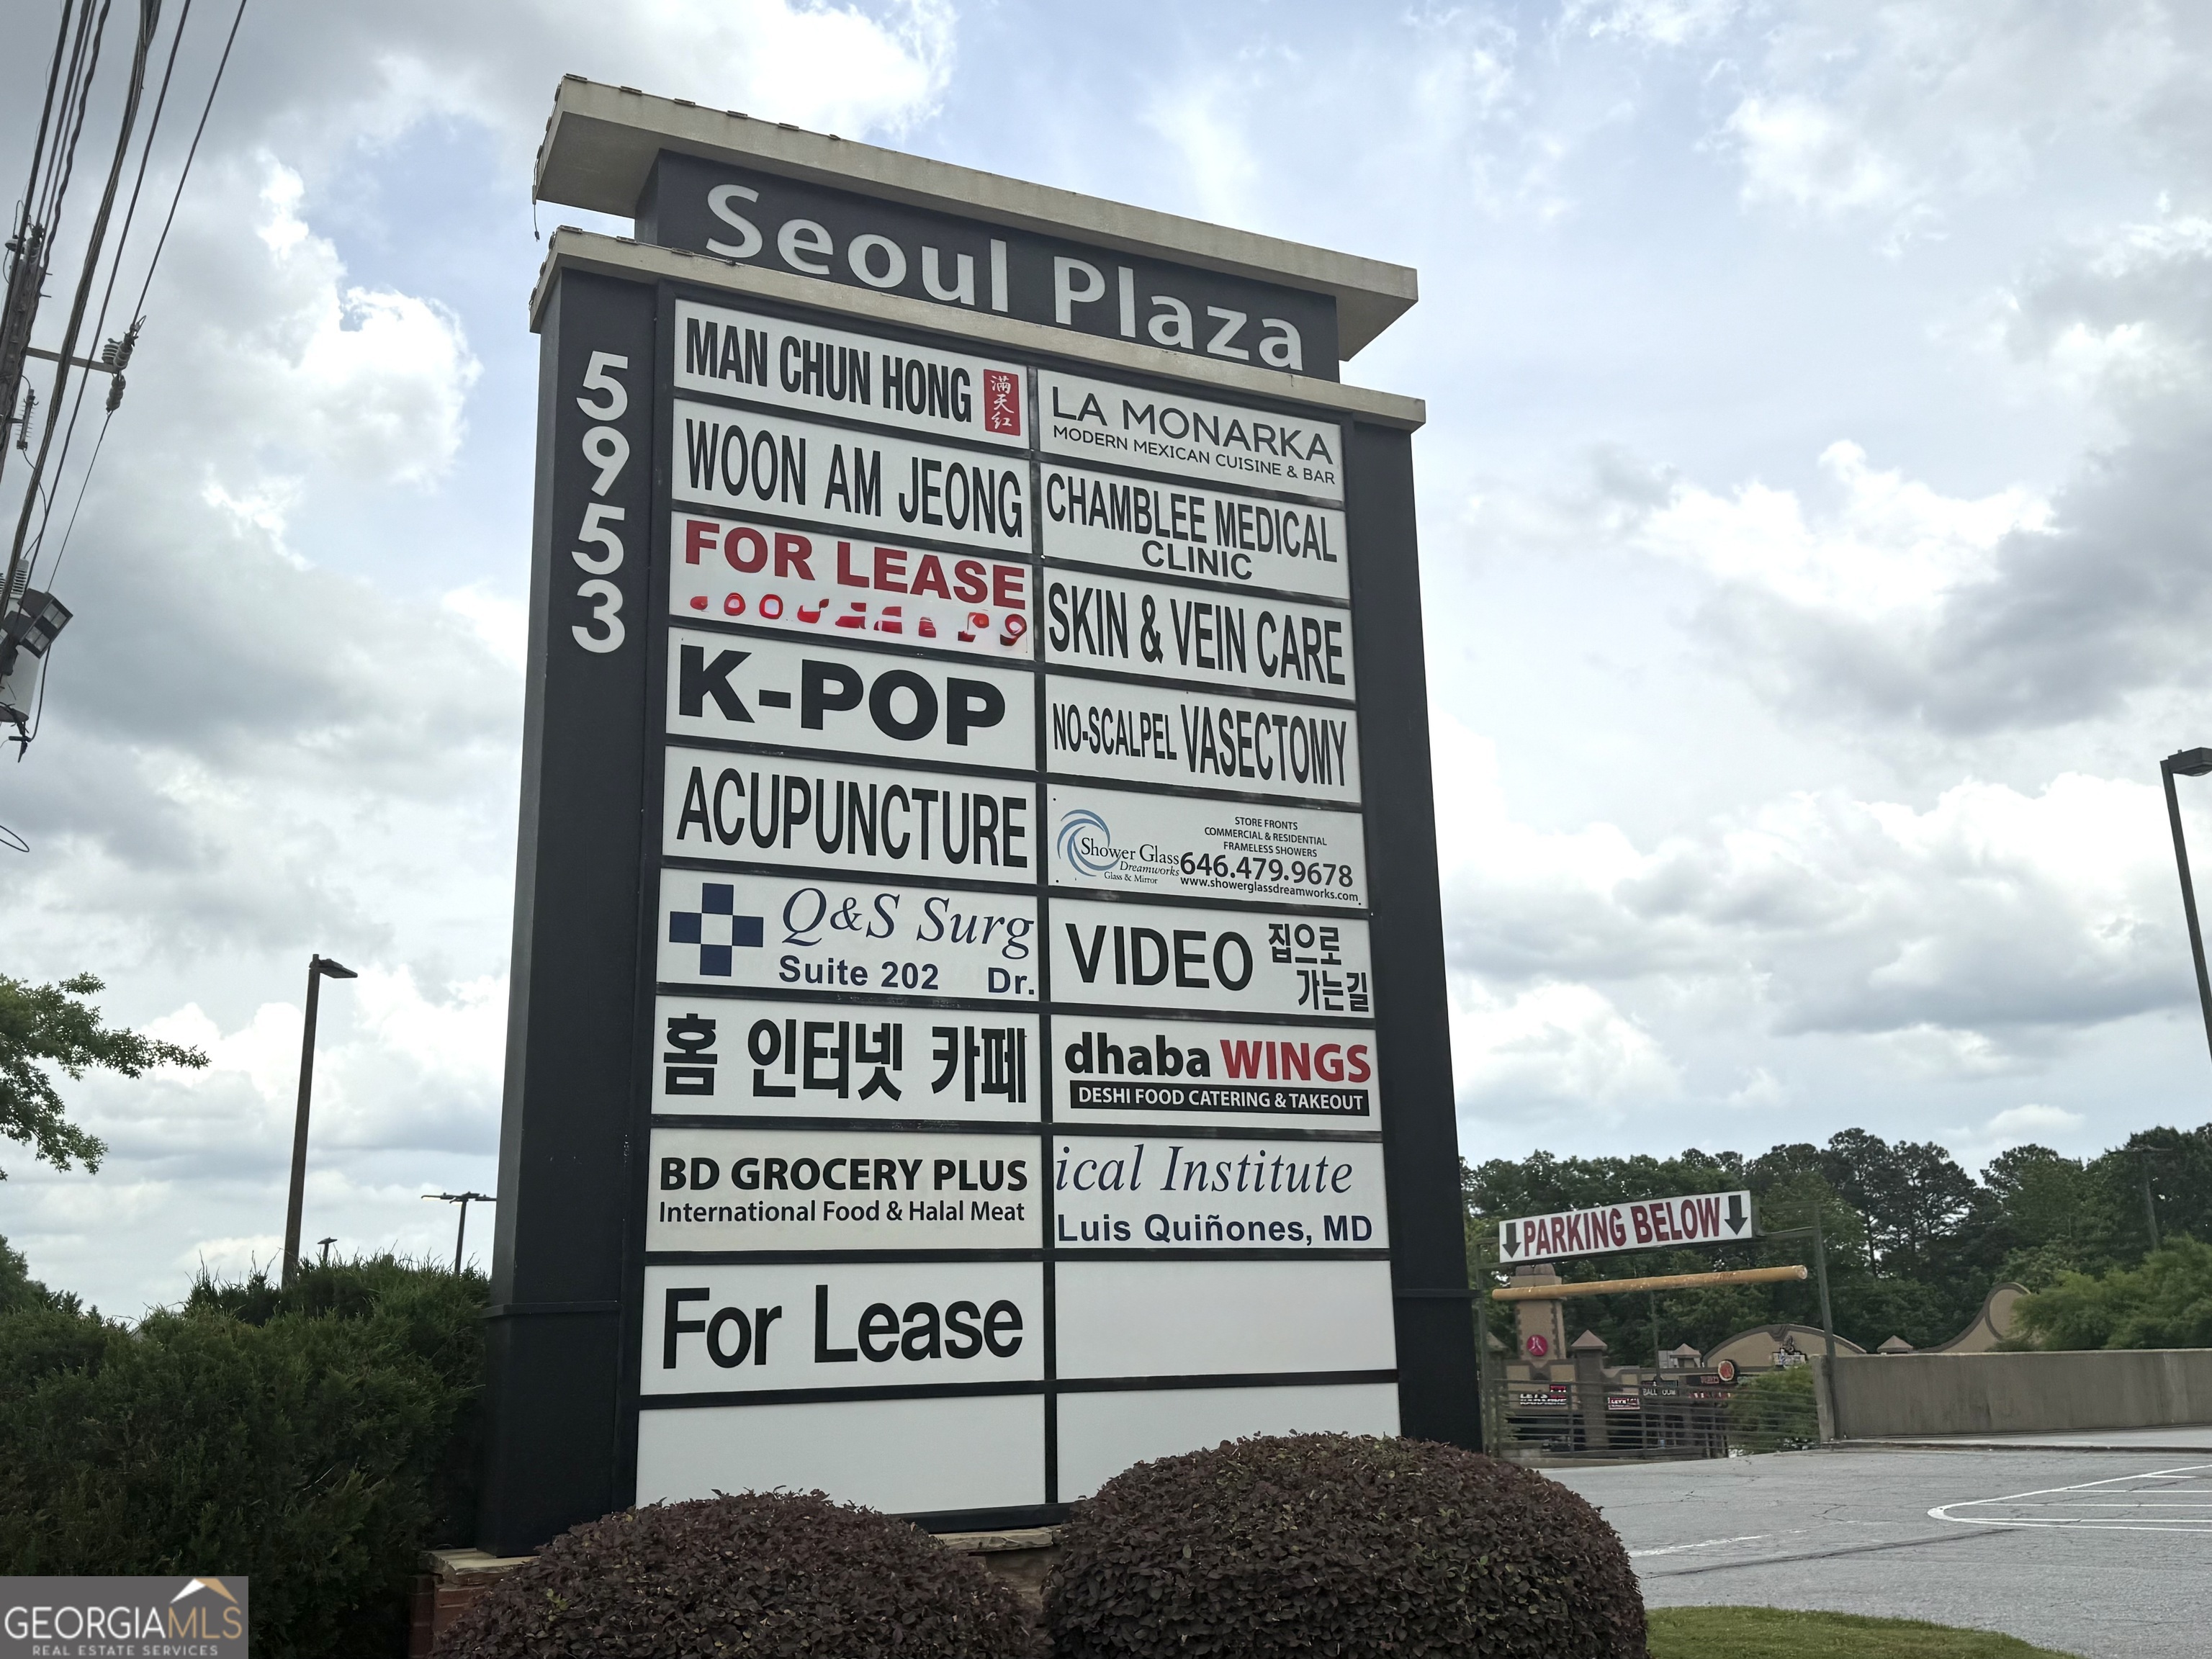 Seoul Plaza
5953
MAN CHUN HONG 滿天紅
WOON AM JEONG
FOR LEASE
K-POP
ACUPUNCTURE
Q&S Surg
Suite 202 Dr.
홈 인터넷 카페
BD GROCERY PLUS
International Food & Halal Meat
For Lease
LA MONARKA
MODERN MEXICAN CUISINE & BAR
CHAMBLEE MEDICAL
CLINIC
SKIN & VEIN CARE
NO-SCALPEL VASECTOMY
Shower Glass
Dreamworks
Glass & Mirror
STORE FRONTS
COMMERCIAL & RESIDENTIAL
FRAMELESS SHOWERS
646.479.9678
www.showerglassdreamworks.com
VIDEO 집으로
가는길
dhaba WINGS
DESHI FOOD CATERING & TAKEOUT
ical Institute
Luis Quiñones, MD
PARKING BELOW
GEORGIAMLS
REAL ESTATE SERVICES